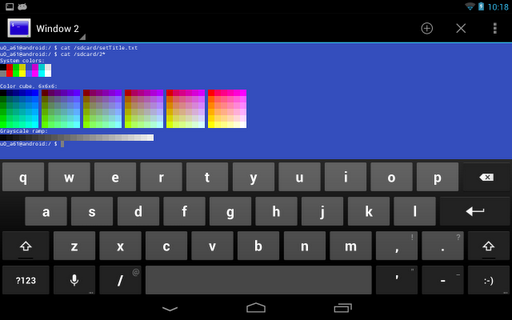 10:18
Window 2
u0_a61@android:/ $ cat /sdcard/setTitle.txt
u0_a61@android:/ $ cat /sdcard/2*
System colors:
Color cube, 6x6x6:
Grayscale ramp:
u0_a61@android:/ $
q w e r t y u i o p
a s d f g h j k l
z x c v b n m , ! . ?
?123 / @ ' " - _ :-)